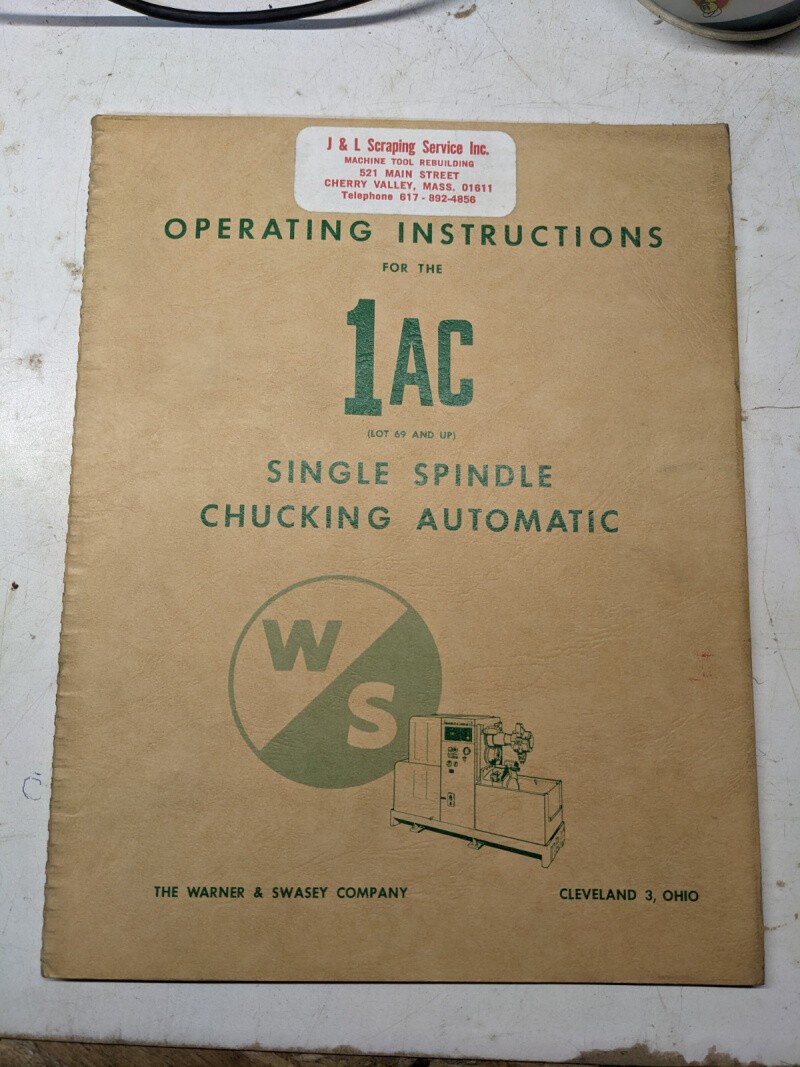 J & L Scraping Service Inc.
MACHINE TOOL REBUILDING
521 MAIN STREET
CHERRY VALLEY, MASS. 01611
Telephone 617 - 892-4856
OPERATING INSTRUCTIONS
FOR THE
1AC
(LOT 69 AND UP)
SINGLE SPINDLE
CHUCKING AUTOMATIC
W
S
THE WARNER & SWASEY COMPANY
CLEVELAND 3, OHIO